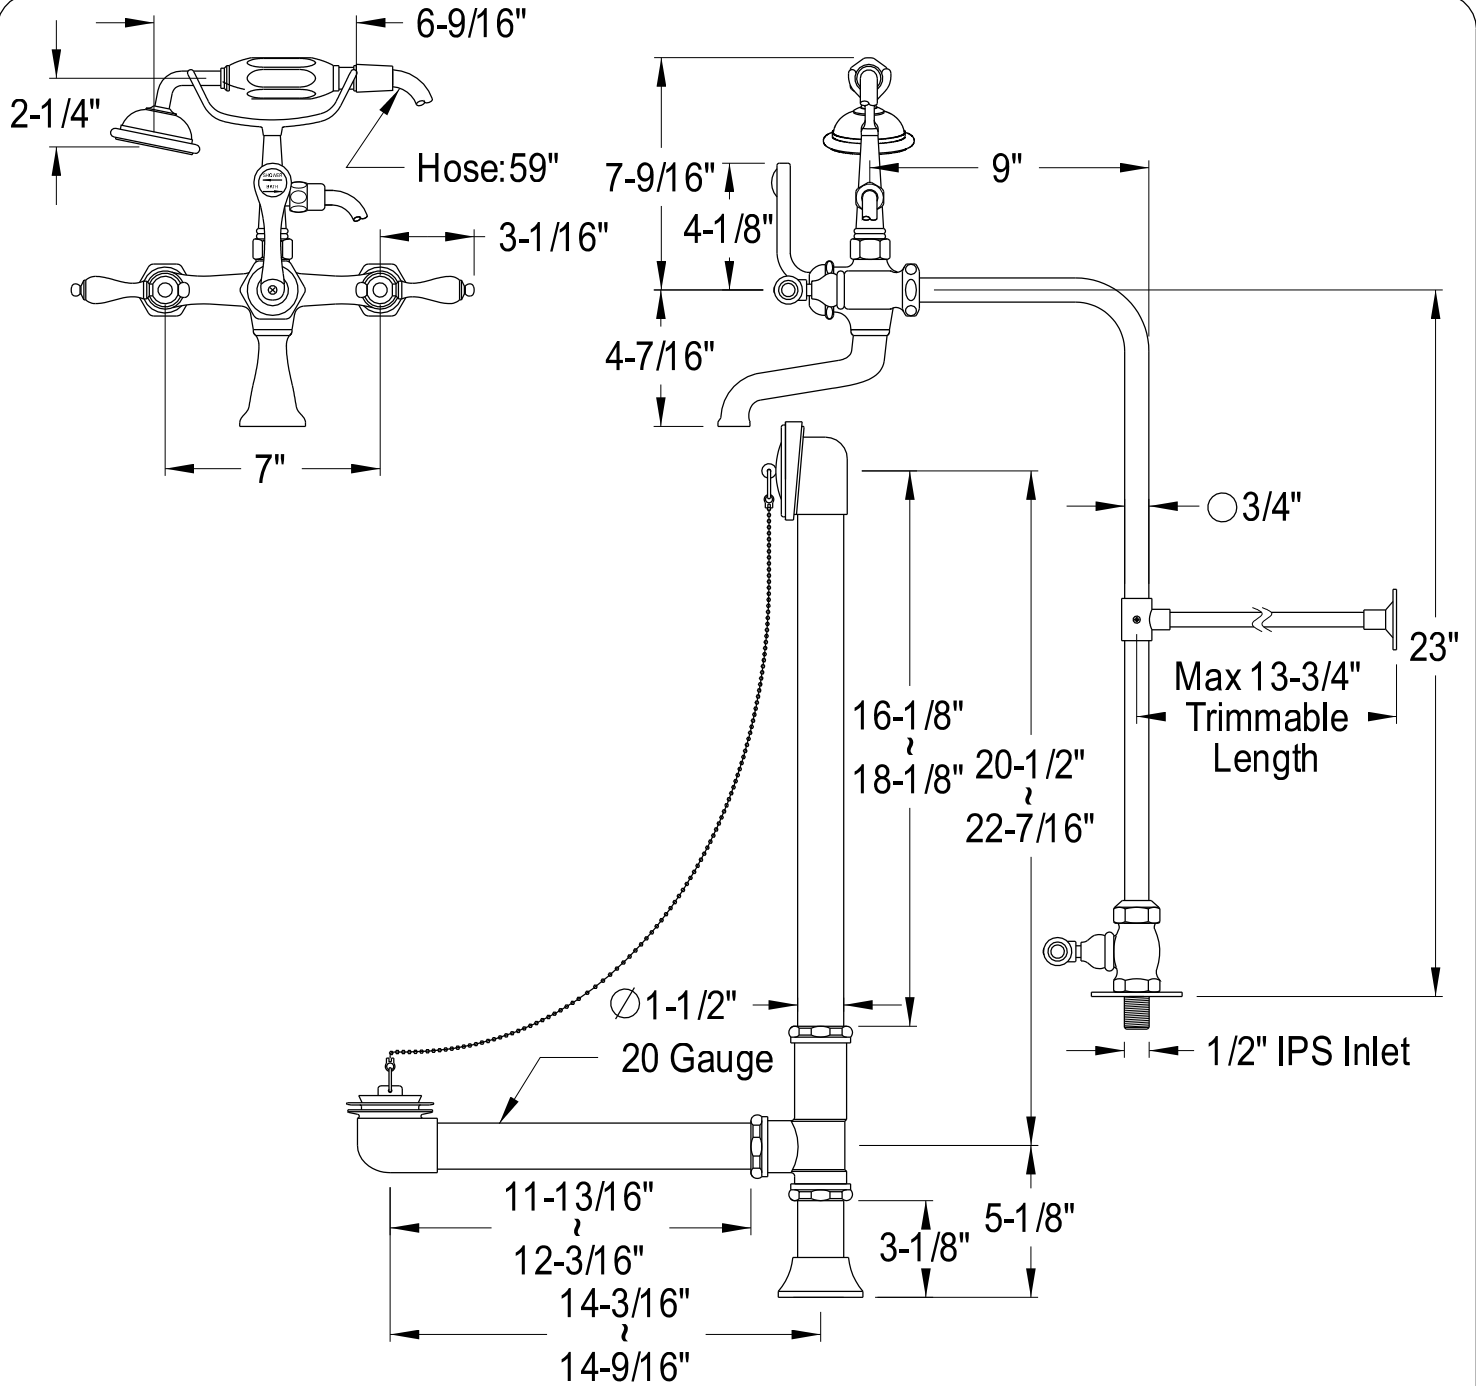 6-9/16"
2-1/4"
Hose:59"
SHOWER
BATH
3-1/16"
7"
7-9/16"
9"
4-1/8"
4-7/16"
3/4"
23"
Max 13-3/4"
Trimmable
Length
16-1/8"
~
18-1/8"
20-1/2"
~
22-7/16"
Ø 1-1/2"
20 Gauge
1/2" IPS Inlet
11-13/16"
~
12-3/16"
3-1/8"
5-1/8"
14-3/16"
~
14-9/16"